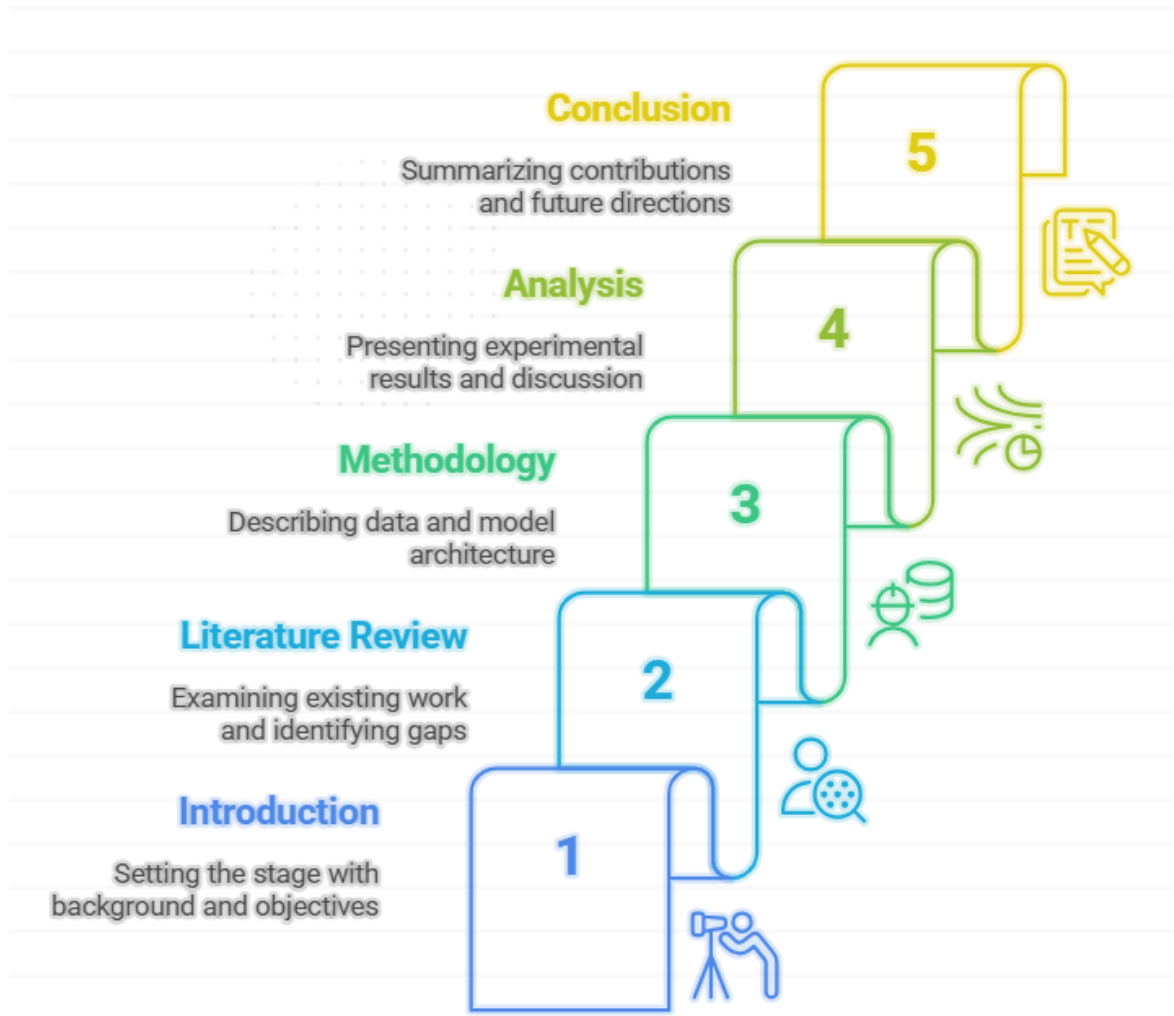 Conclusion
5
Summarizing contributions
and future directions
Analysis
4
Presenting experimental
results and discussion
Methodology
3
Describing data and model
architecture
Literature Review
2
Examining existing work
and identifying gaps
Introduction
1
Setting the stage with
background and objectives